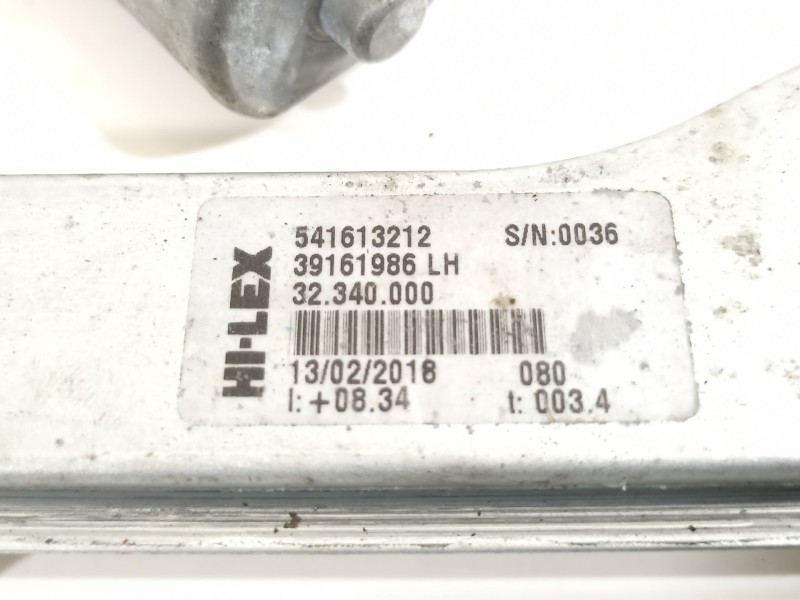 HI-LEX
541613212 S/N:0036
39161986 LH
32.340.000
13/02/2018 080
I: +08.34 t: 003.4